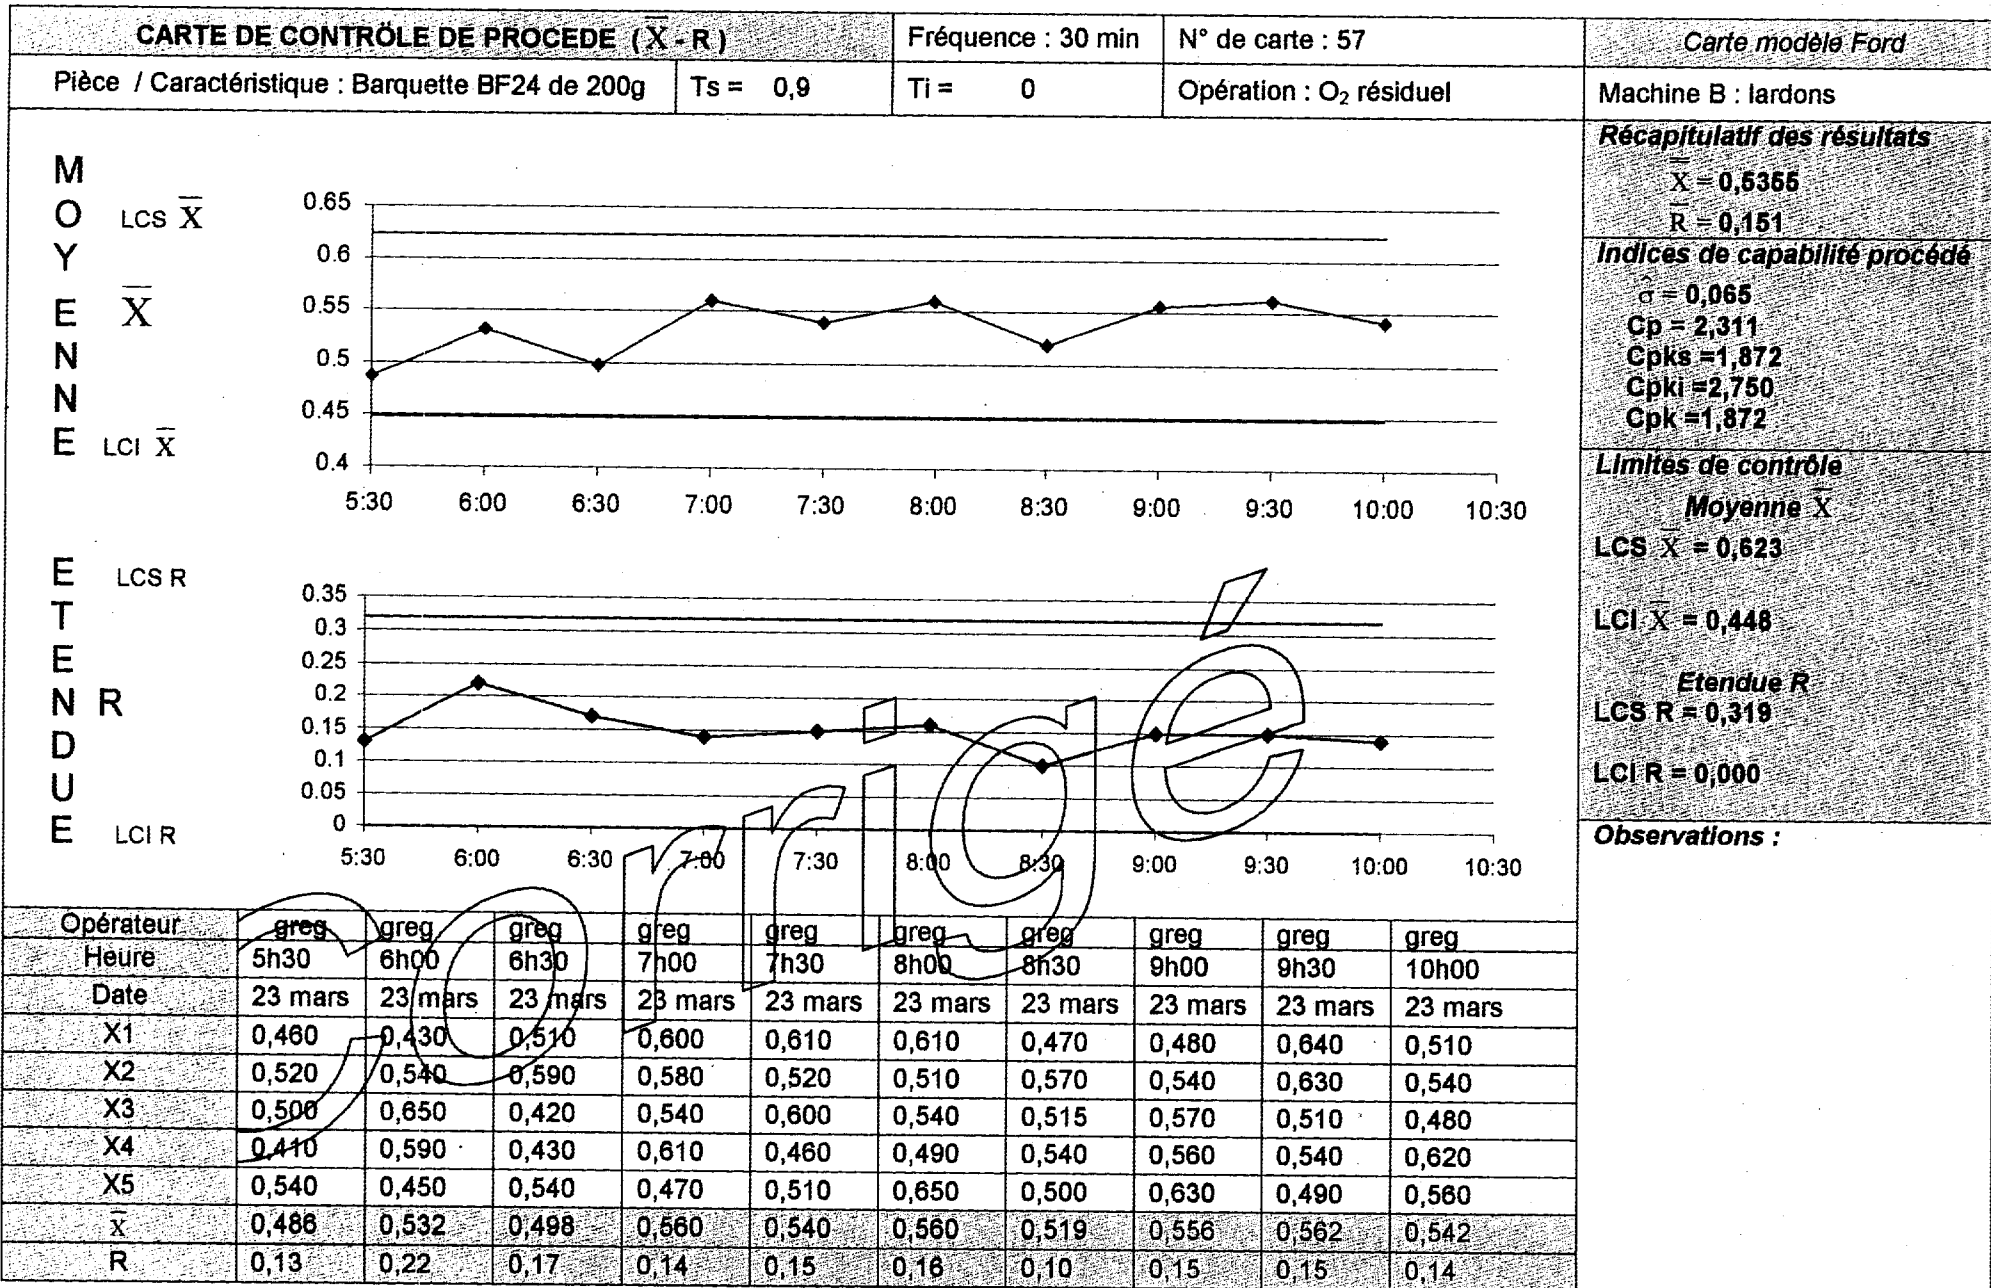 CARTE DE CONTRÔLE DE PROCEDE ( X̄ - R )
Fréquence : 30 min
N° de carte : 57
Carte modèle Ford
Pièce / Caractéristique : Barquette BF24 de 200g
Ts = 0,9
Ti = 0
Opération : O₂ résiduel
Machine B : lardons
MOYENNE
LCS X̄
X̄
LCI X̄
0.65
0.6
0.55
0.5
0.45
0.4
5:30 6:00 6:30 7:00 7:30 8:00 8:30 9:00 9:30 10:00 10:30
ETENDUE
LCS R
R
LCI R
0.35
0.3
0.25
0.2
0.15
0.1
0.05
0
5:30 6:00 6:30 7:00 7:30 8:00 8:30 9:00 9:30 10:00 10:30
Récapitulatif des résultats
X̿ = 0,5355
R̄ = 0,151
Indices de capabilité procédé
σ̂ = 0,065
Cp = 2,311
Cpks =1,872
Cpki =2,750
Cpk =1,872
Limites de contrôle
Moyenne X̄
LCS X̄ = 0,623
LCI X̄ = 0,448
Etendue R
LCS R = 0,319
LCI R = 0,000
Observations :
Corrigé
Opérateur greg greg greg greg greg greg greg greg greg greg
Heure 5h30 6h00 6h30 7h00 7h30 8h00 8h30 9h00 9h30 10h00
Date 23 mars 23 mars 23 mars 23 mars 23 mars 23 mars 23 mars 23 mars 23 mars 23 mars
X1 0,460 0,430 0,510 0,600 0,610 0,610 0,470 0,480 0,640 0,510
X2 0,520 0,540 0,590 0,580 0,520 0,510 0,570 0,540 0,630 0,540
X3 0,500 0,650 0,420 0,540 0,600 0,540 0,515 0,570 0,510 0,480
X4 0,410 0,590 0,430 0,610 0,460 0,490 0,540 0,560 0,540 0,620
X5 0,540 0,450 0,540 0,470 0,510 0,650 0,500 0,630 0,490 0,560
X̄ 0,486 0,532 0,498 0,560 0,540 0,560 0,519 0,556 0,562 0,542
R 0,13 0,22 0,17 0,14 0,15 0,16 0,10 0,15 0,15 0,14